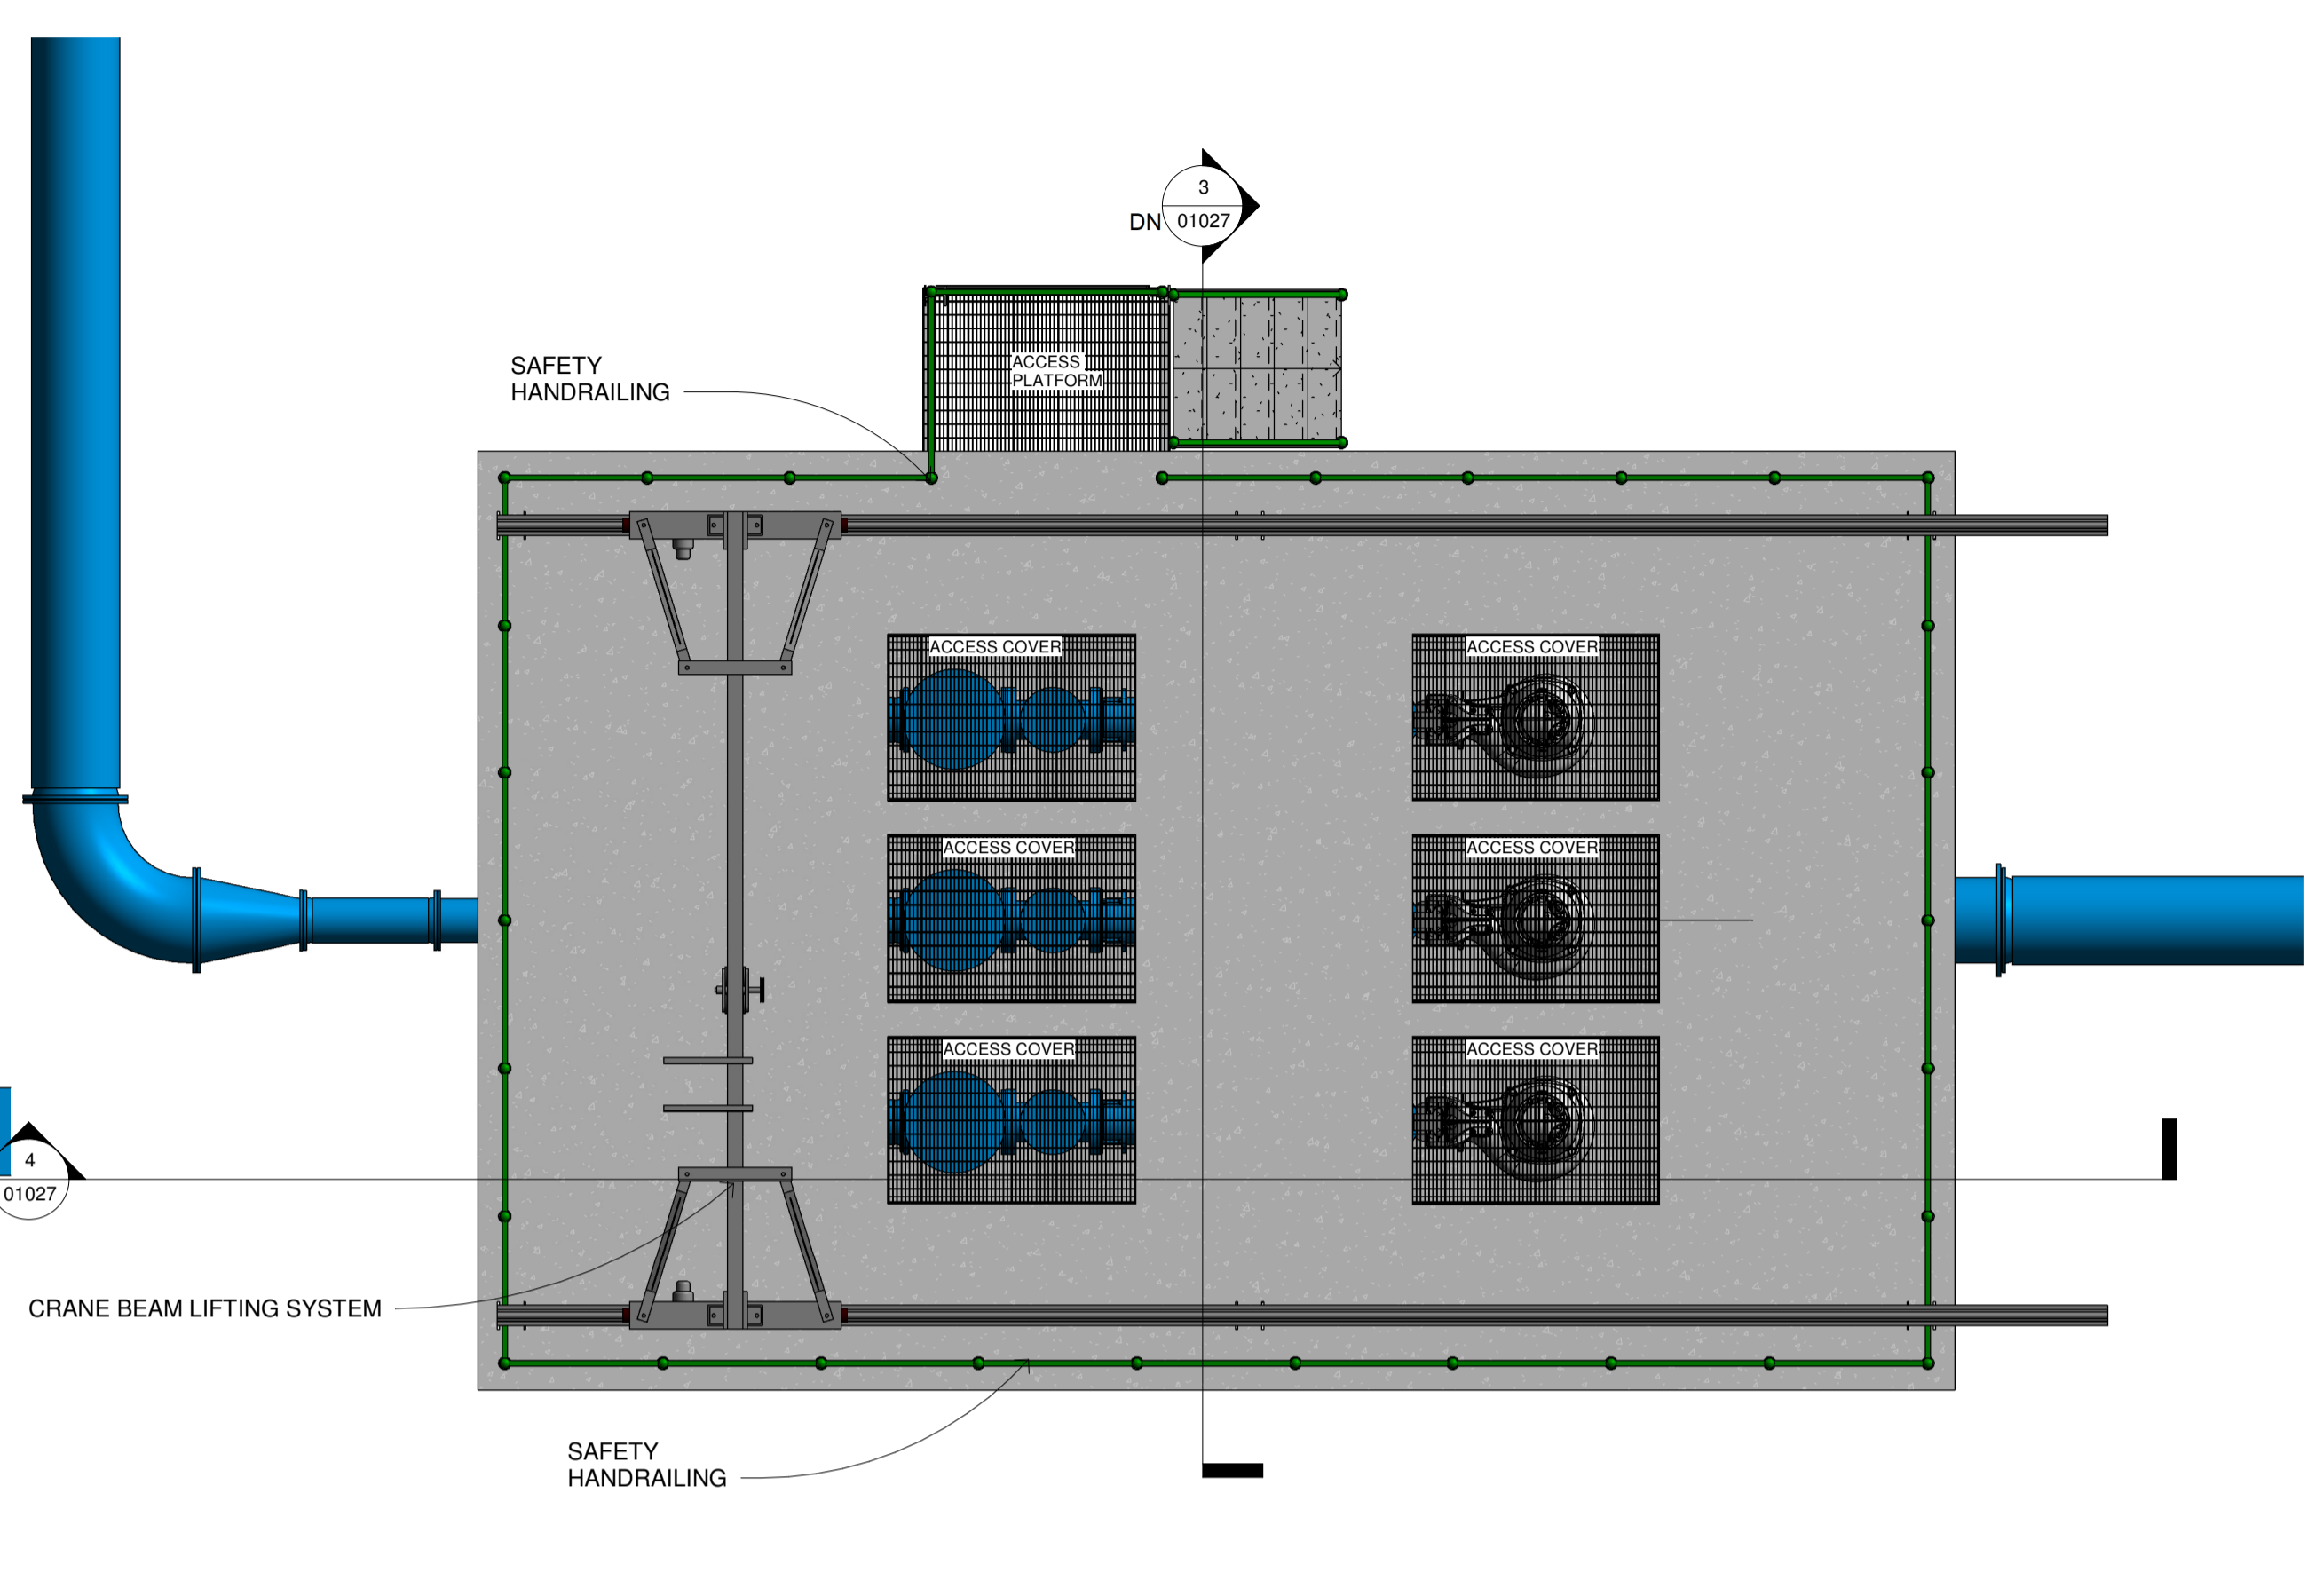 3
DN
01027
SAFETY
HANDRAILING
ACCESS
PLATFORM
ACCESS COVER
ACCESS COVER
ACCESS COVER
ACCESS COVER
ACCESS COVER
ACCESS COVER
4
01027
CRANE BEAM LIFTING SYSTEM
SAFETY
HANDRAILING